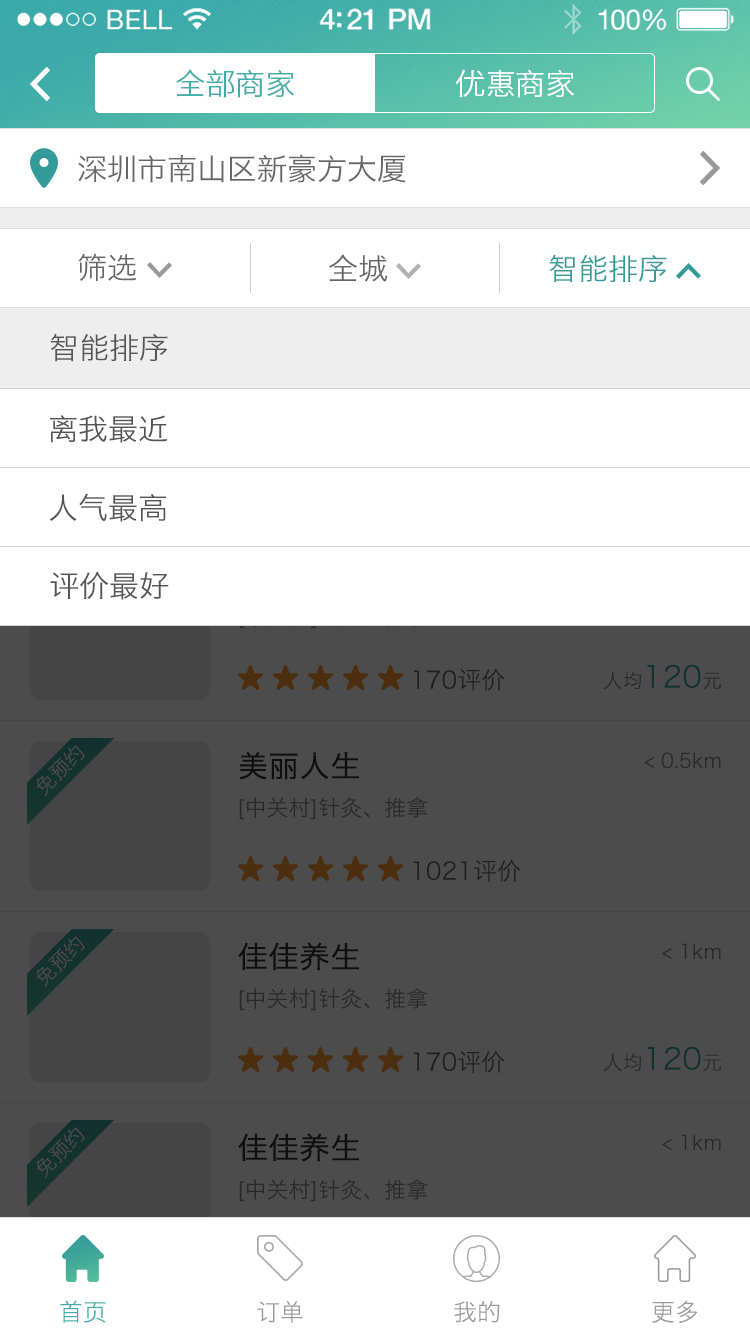 BELL 4:21 PM 100%
全部商家 优惠商家
深圳市南山区新豪方大厦
筛选 全城 智能排序
智能排序
离我最近
人气最高
评价最好
170评价 人均120元
免预约
美丽人生 < 0.5km
[中关村]针灸、推拿
1021评价
免预约
佳佳养生 < 1km
[中关村]针灸、推拿
170评价 人均120元
免预约
佳佳养生 < 1km
[中关村]针灸、推拿
首页 订单 我的 更多